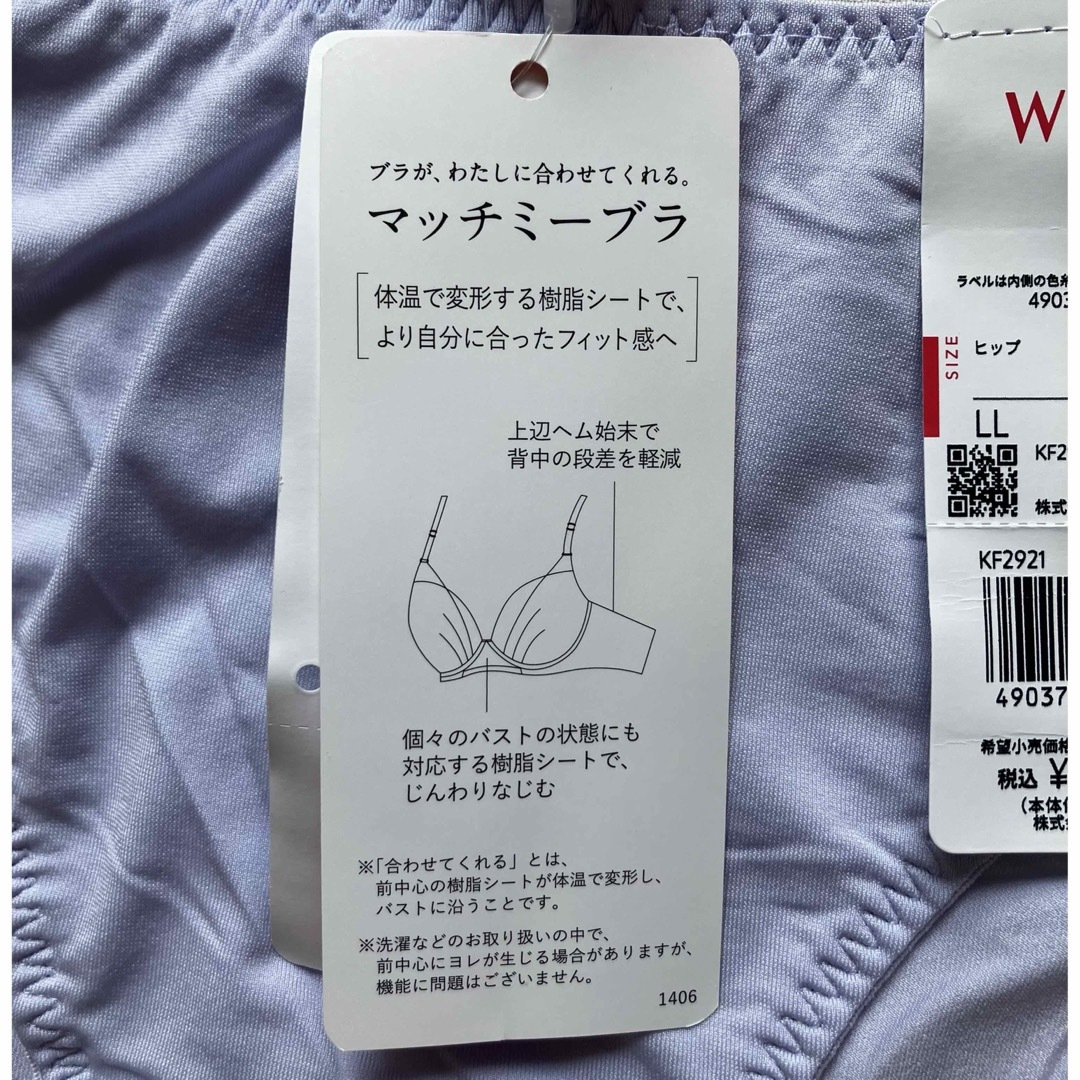 ブラが、わたしに合わせてくれる。
マッチミーブラ
体温で変形する樹脂シートで、
より自分に合ったフィット感へ
上辺ヘム始末で
背中の段差を軽減
個々のバストの状態にも
対応する樹脂シートで、
じんわりなじむ
※「合わせてくれる」とは、
前中心の樹脂シートが体温で変形し、
バストに沿うことです。
※洗濯などのお取り扱いの中で、
前中心にヨレが生じる場合がありますが、
機能に問題はございません。
1406
W
ラベルは内側の色糸
4903
SIZE
ヒップ
LL
KF2
株式
KF2921
49037
希望小売価格
税込 ¥
(本体
株式